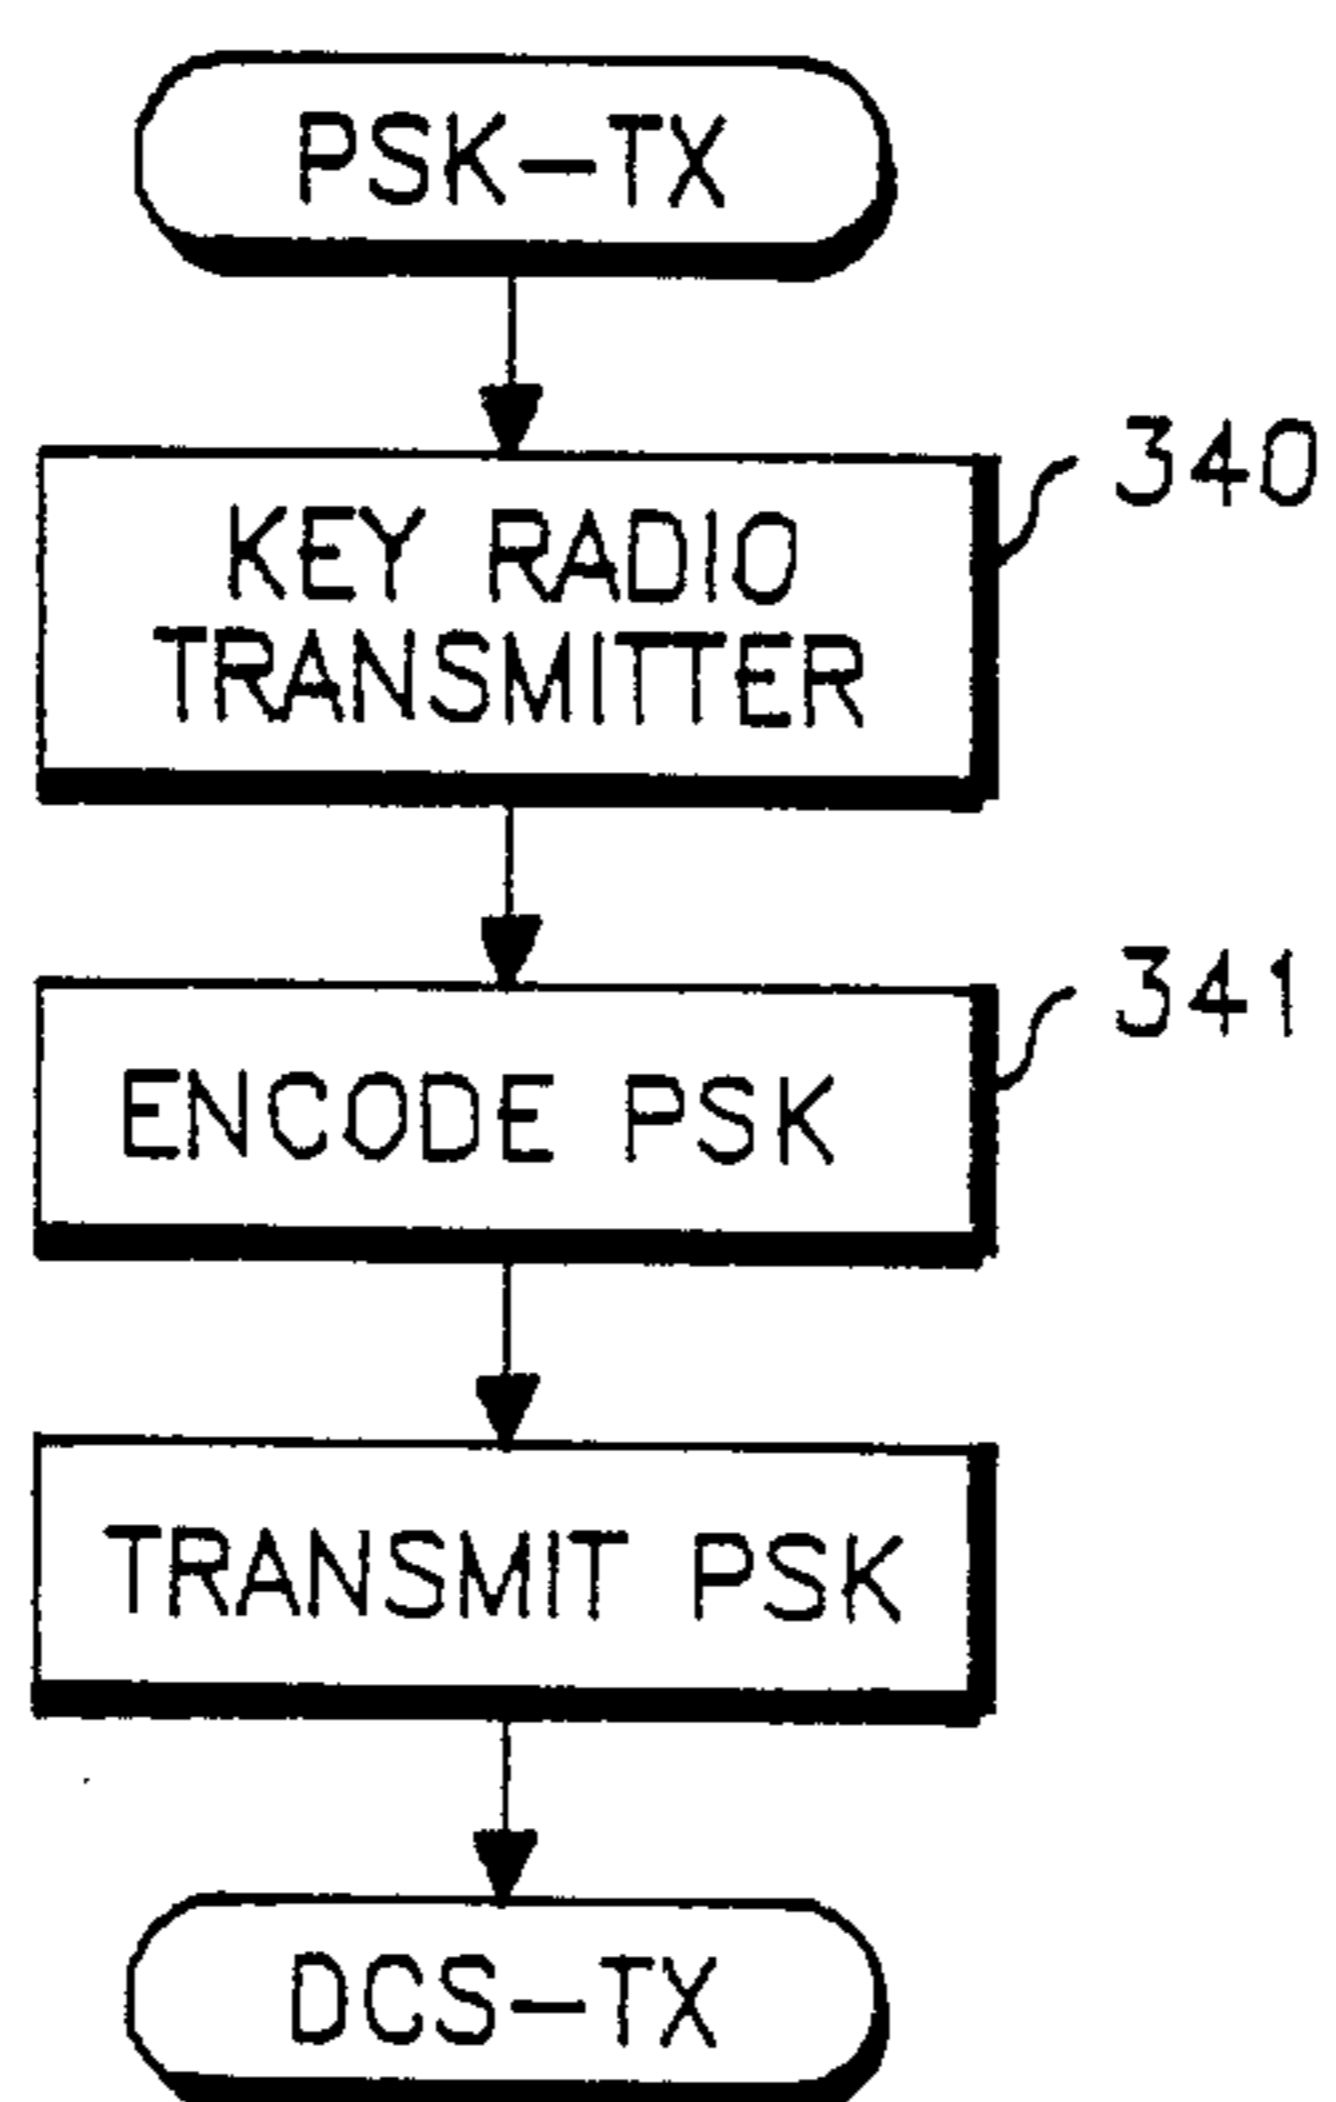 PSK-TX
340
KEY RADIO
TRANSMITTER
341
ENCODE PSK
TRANSMIT PSK
DCS-TX